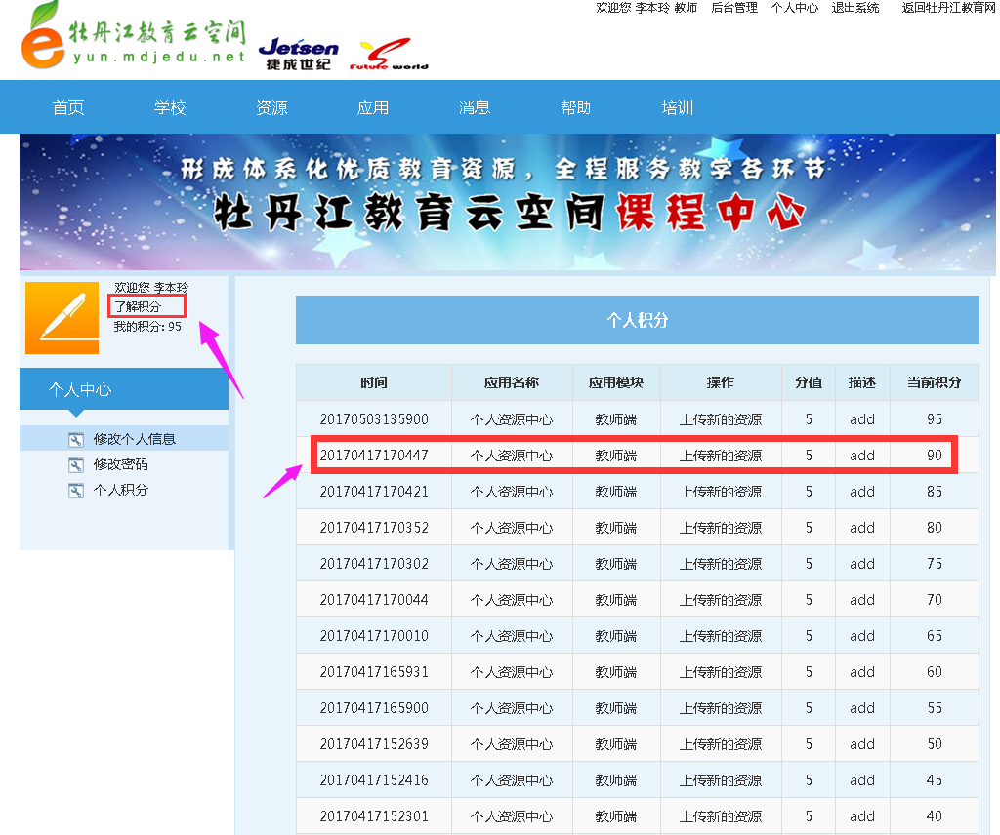 欢迎您 李本玲 教师 后台管理 个人中心 退出系统 返回牡丹江教育网
牡丹江教育云空间
yun.mdjedu.net
Jetsen
捷成世纪
Future world
首页 学校 资源 应用 消息 帮助 培训
形成体系化优质教育资源，全程服务教学各环节
牡丹江教育云空间课程中心
欢迎您 李本玲
了解积分
我的积分: 95
个人中心
修改个人信息
修改密码
个人积分
个人积分
时间 应用名称 应用模块 操作 分值 描述 当前积分
20170503135900 个人资源中心 教师端 上传新的资源 5 add 95
20170417170447 个人资源中心 教师端 上传新的资源 5 add 90
20170417170421 个人资源中心 教师端 上传新的资源 5 add 85
20170417170352 个人资源中心 教师端 上传新的资源 5 add 80
20170417170302 个人资源中心 教师端 上传新的资源 5 add 75
20170417170044 个人资源中心 教师端 上传新的资源 5 add 70
20170417170010 个人资源中心 教师端 上传新的资源 5 add 65
20170417165931 个人资源中心 教师端 上传新的资源 5 add 60
20170417165900 个人资源中心 教师端 上传新的资源 5 add 55
20170417152639 个人资源中心 教师端 上传新的资源 5 add 50
20170417152416 个人资源中心 教师端 上传新的资源 5 add 45
20170417152301 个人资源中心 教师端 上传新的资源 5 add 40